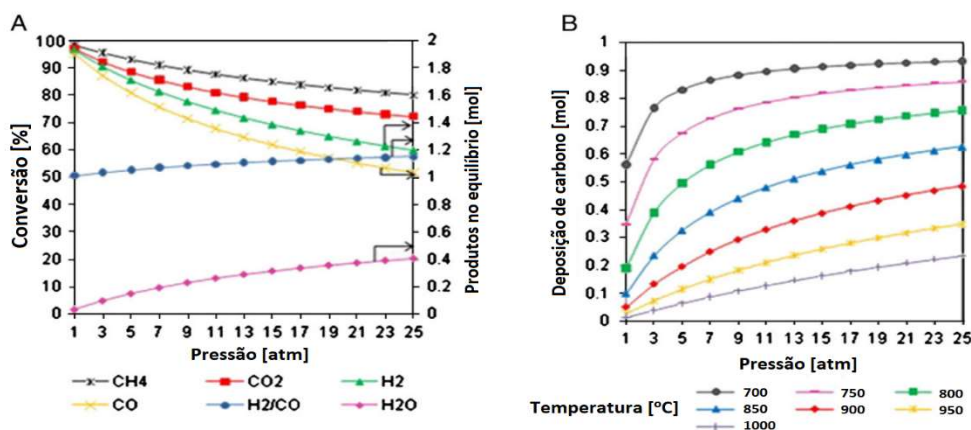 A
Conversão [%]
100
90
80
70
60
50
40
30
20
10
0
2
1.8
1.6
1.4
1.2
1
0.8
0.6
0.4
0.2
0
Produtos no equilíbrio [mol]
1 3 5 7 9 11 13 15 17 19 21 23 25
Pressão [atm]
CH4 CO2 H2
CO H2/CO H2O
B
Deposição de carbono [mol]
1
0.9
0.8
0.7
0.6
0.5
0.4
0.3
0.2
0.1
0
1 3 5 7 9 11 13 15 17 19 21 23 25
Pressão [atm]
Temperatura [ºC]
700 750 800
850 900 950
1000